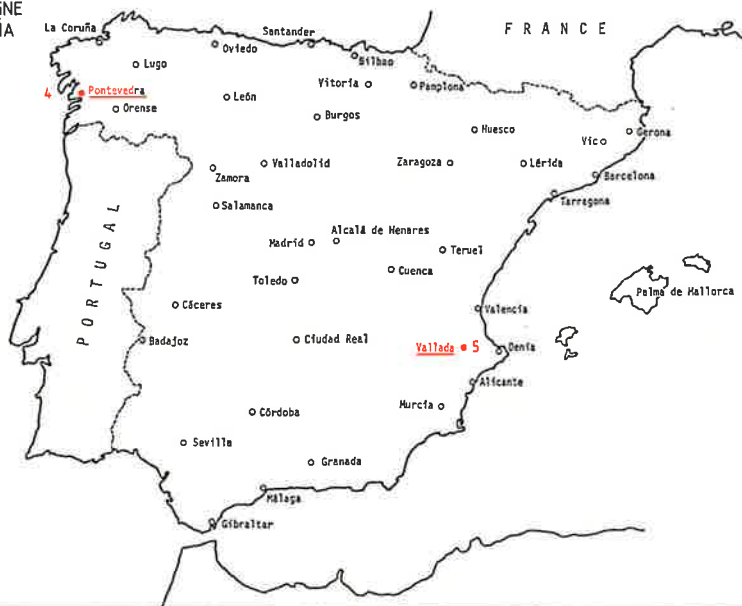 GNE
ÑA
FRANCE
La Coruña
Oviedo
Santander
Bilbao
Lugo
Vitoria
Pamplona
4 Pontevedra
León
Orense
Burgos
Huesco
Vic
Gerona
Zamora
Valladolid
Zaragoza
Lérida
Barcelona
Tarragona
Salamanca
PORTUGAL
Madrid
Alcalá de Henares
Teruel
Cuenca
Toledo
Palma de Mallorca
Cáceres
Valencia
Badajoz
Ciudad Real
Vallada 5
Denia
Alicante
Murcia
Córdoba
Sevilla
Granada
Málaga
Gibraltar